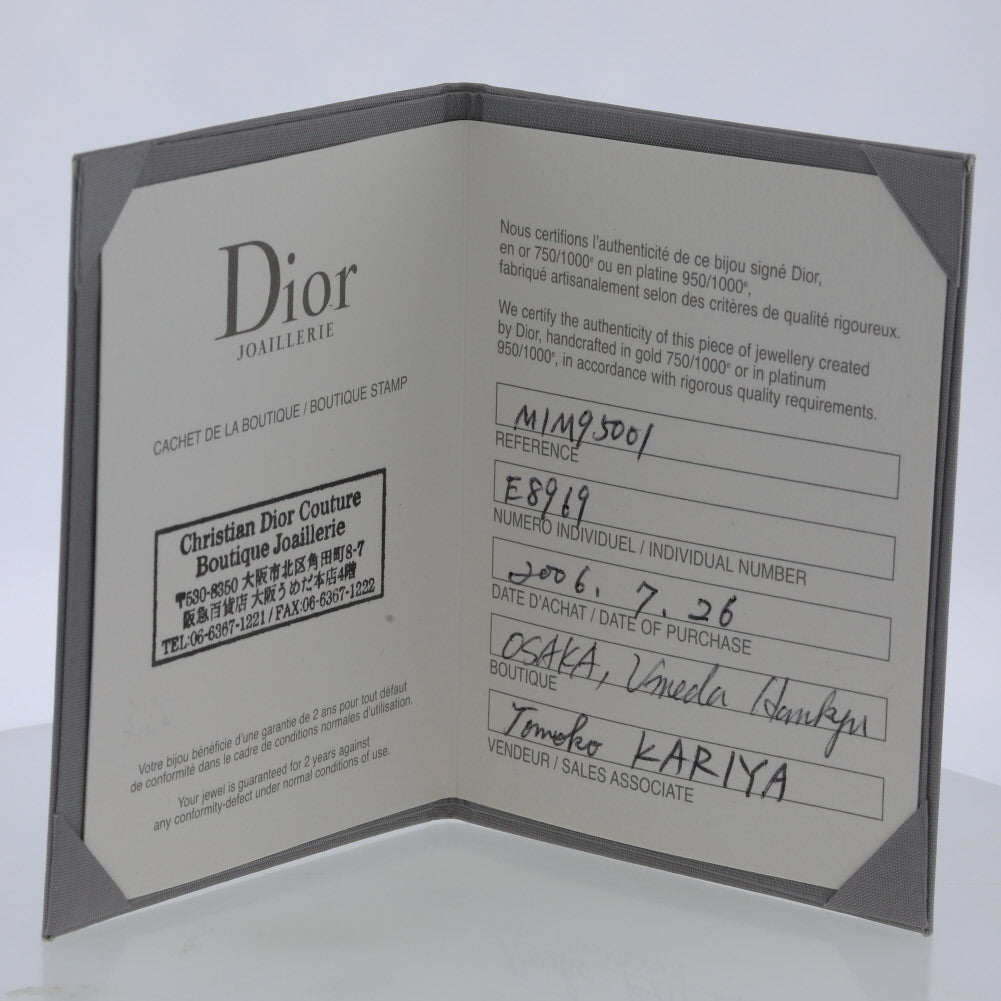 Dior
JOAILLERIE
CACHET DE LA BOUTIQUE / BOUTIQUE STAMP
Christian Dior Couture
Boutique Joaillerie
〒530-8350 大阪市北区角田町8-7
阪急百貨店 大阪うめだ本店4階
TEL:06-6367-1221 / FAX:06-6367-1222
Votre bijou bénéficie d'une garantie de 2 ans pour tout défaut
de conformité dans le cadre de conditions normales d'utilisation.
Your jewel is guaranteed for 2 years against
any conformity-defect under normal conditions of use.
Nous certifions l'authenticité de ce bijou signé Dior,
en or 750/1000e ou en platine 950/1000e,
fabriqué artisanalement selon des critères de qualité rigoureux.
We certify the authenticity of this piece of jewellery created
by Dior, handcrafted in gold 750/1000e or in platinum
950/1000e, in accordance with rigorous quality requirements.
M1M95001
REFERENCE
E8969
NUMERO INDIVIDUEL / INDIVIDUAL NUMBER
2006. 7. 26
DATE D'ACHAT / DATE OF PURCHASE
OSAKA, Umeda Hankyu
BOUTIQUE
Tomoko KARIYA
VENDEUR / SALES ASSOCIATE